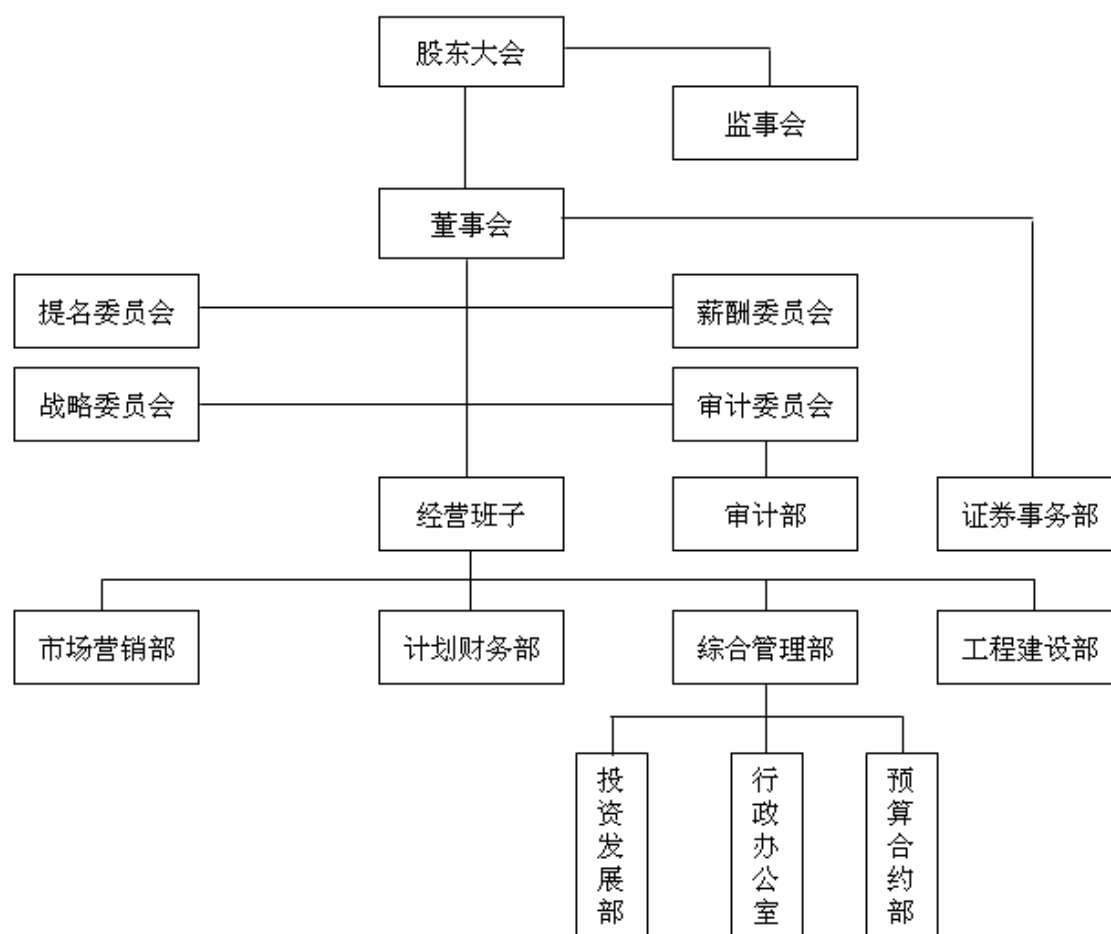 股东大会
监事会
董事会
提名委员会
薪酬委员会
战略委员会
审计委员会
经营班子
审计部
证券事务部
市场营销部
计划财务部
综合管理部
工程建设部
投资发展部
行政办公室
预算合约部